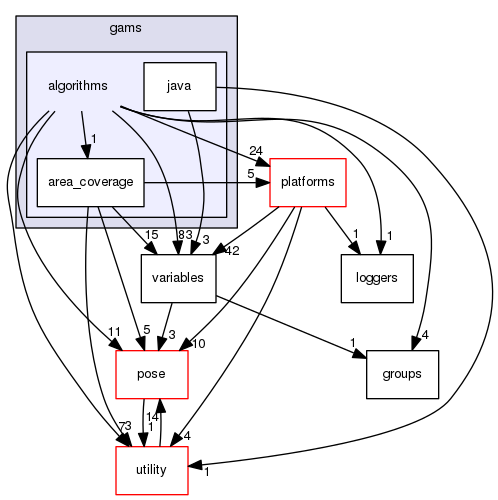 gams
algorithms
java
1
24
area_coverage
5
platforms
15
83
3
42
1
1
variables
loggers
11
5
3
10
1
4
pose
groups
73
14
1
4
utility
1